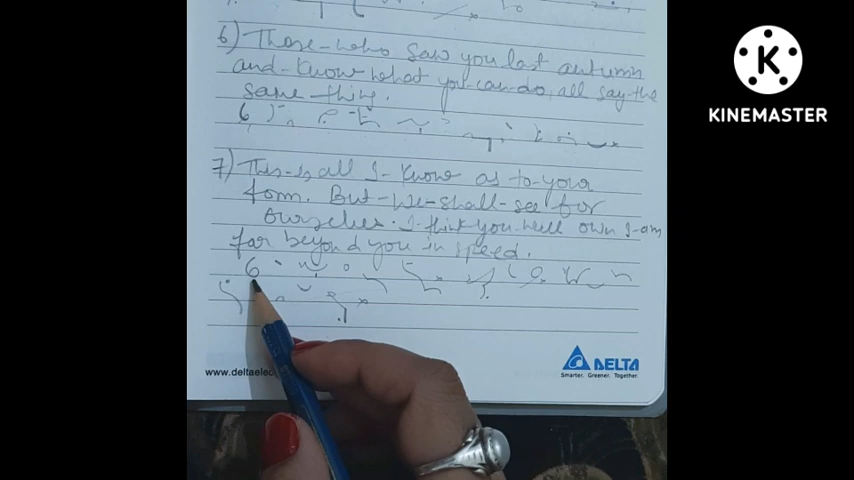 6) Those-who saw you last autumn
and-know what you-can-do, all say-the
same-thing.
7) This-is all I-know as to-your
form. But-we-shall-see for
ourselves. I-think you-will own I-am
far beyond you in speed.
www.deltaelec
DELTA
Smarter. Greener. Together.
K
KINEMASTER